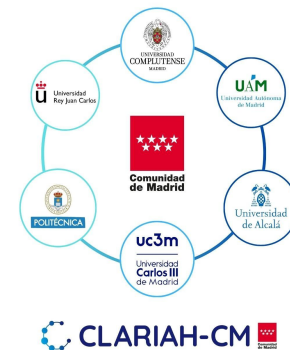 UNIVERSIDAD
COMPLUTENSE
MADRID
ü Universidad
Rey Juan Carlos
UAM
Universidad Autónoma
de Madrid
Comunidad
de Madrid
POLITÉCNICA
Universidad
de Alcalá
uc3m
Universidad
Carlos III
de Madrid
CLARIAH-CM
Comunidad
de Madrid